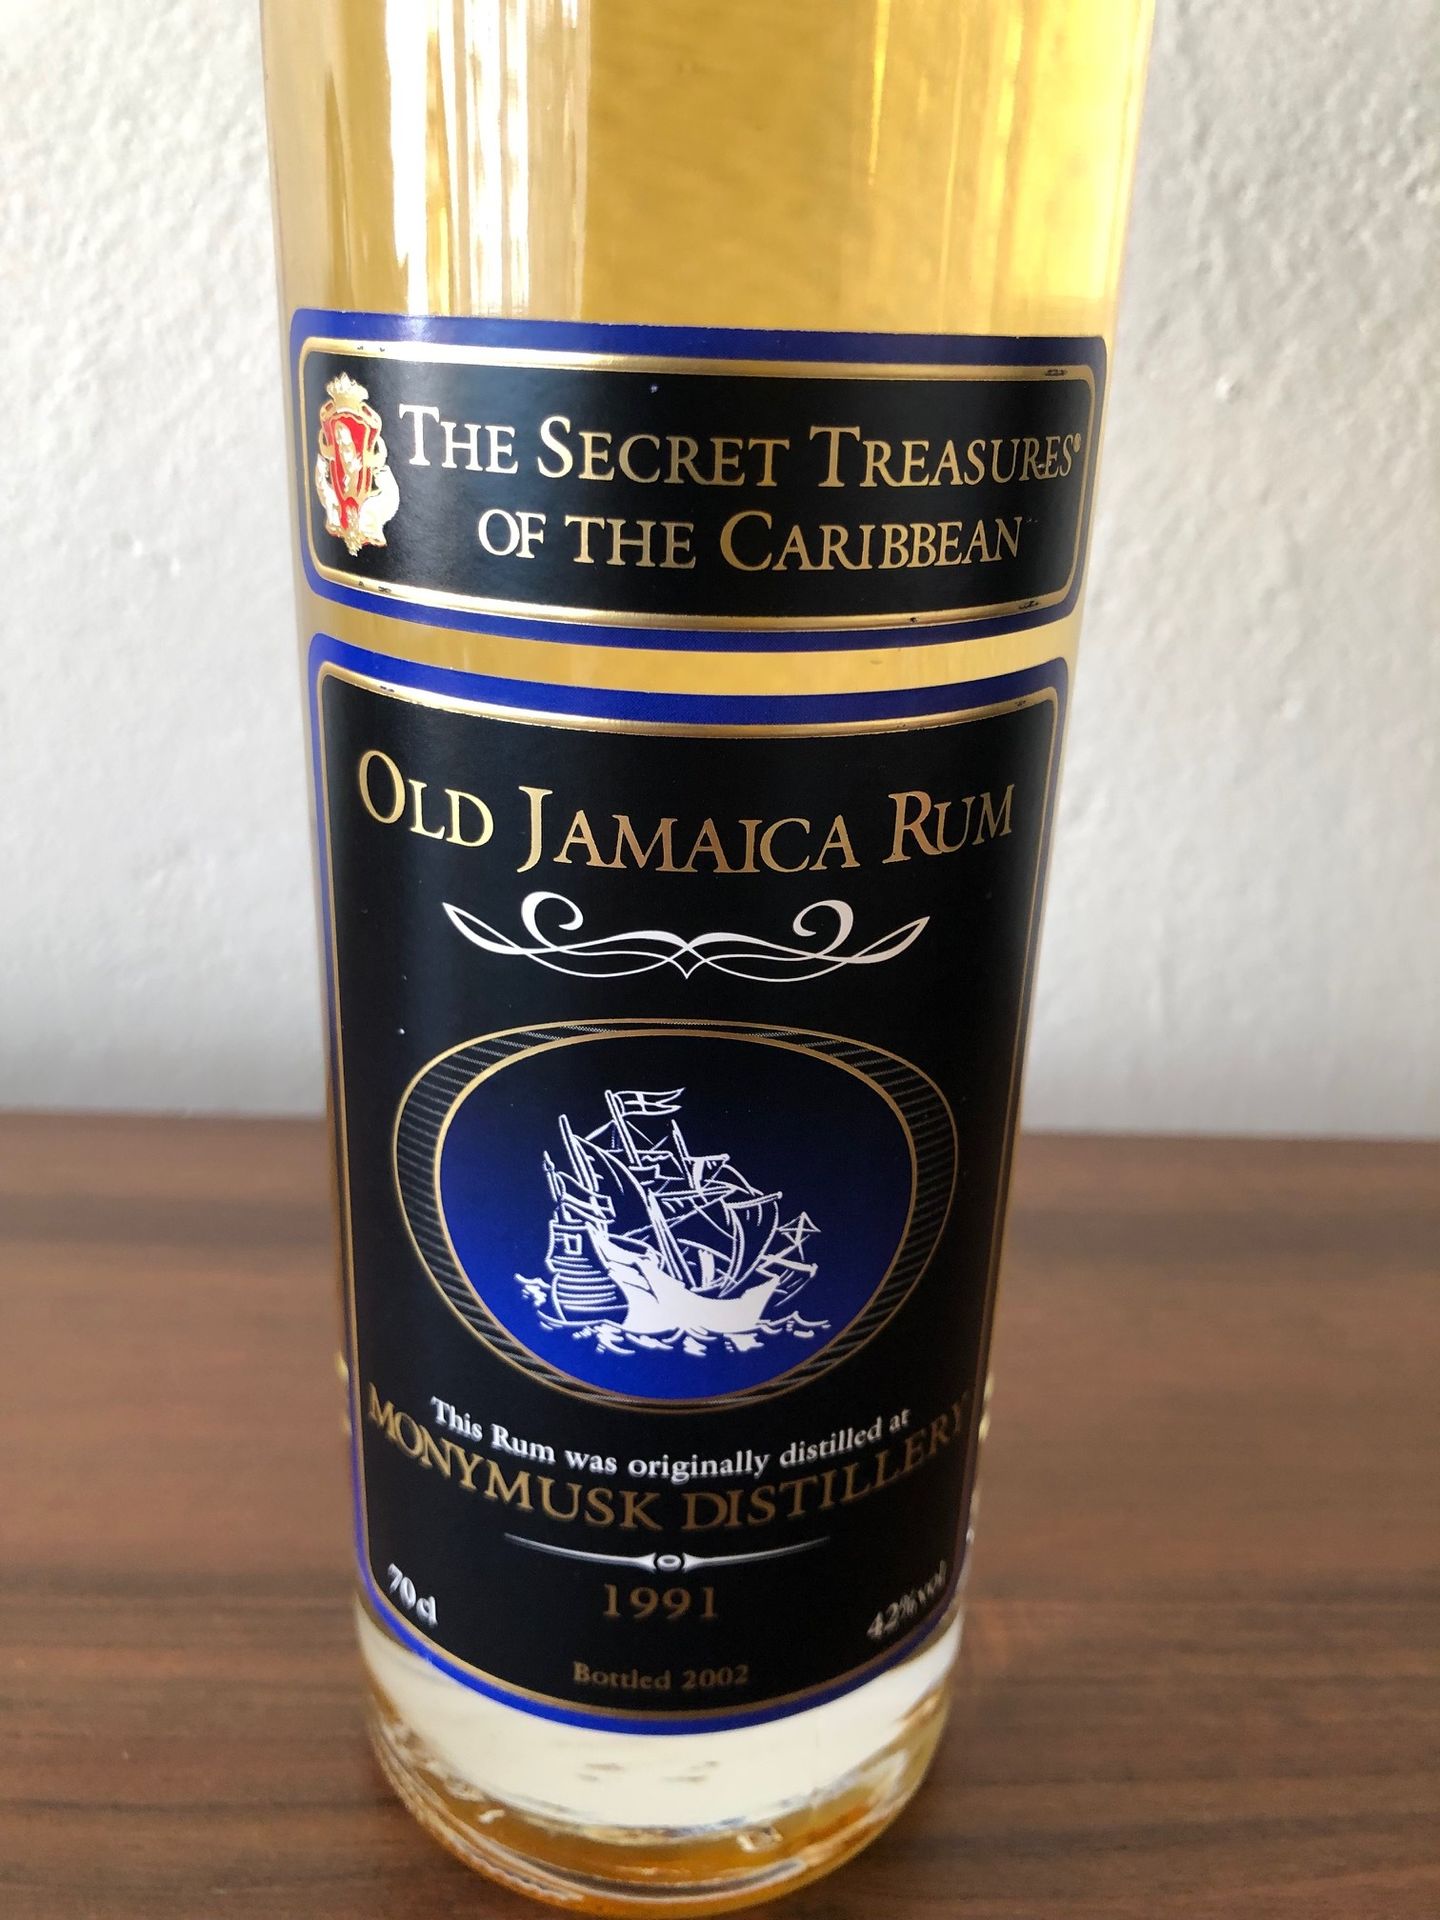 The Secret Treasures®
of the Caribbean
Old Jamaica Rum
This Rum was originally distilled at
MONYMUSK DISTILLERY
1991
70cl
42%vol
Bottled 2002